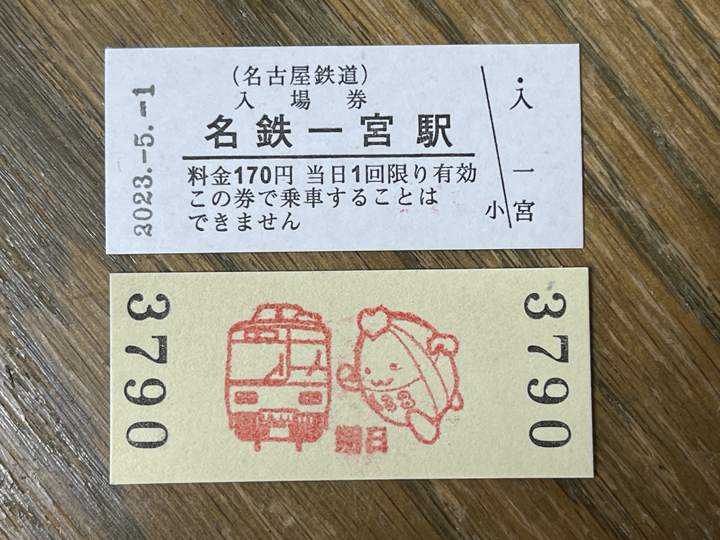 2023.-5.-1
（名古屋鉄道）
入場券
名鉄一宮駅
料金170円 当日1回限り有効
この券で乗車することは
できません
・入
一宮
小
3790
3790